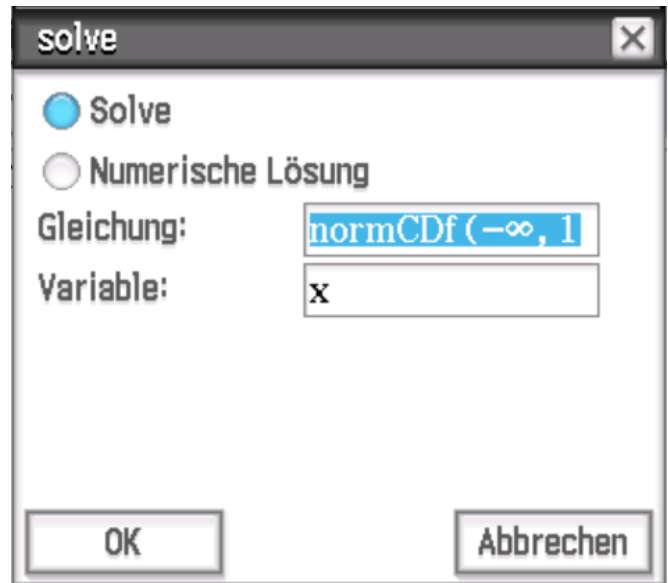 solve
Solve
Numerische Lösung
Gleichung: normCDf(−∞, 1
Variable: x
OK Abbrechen